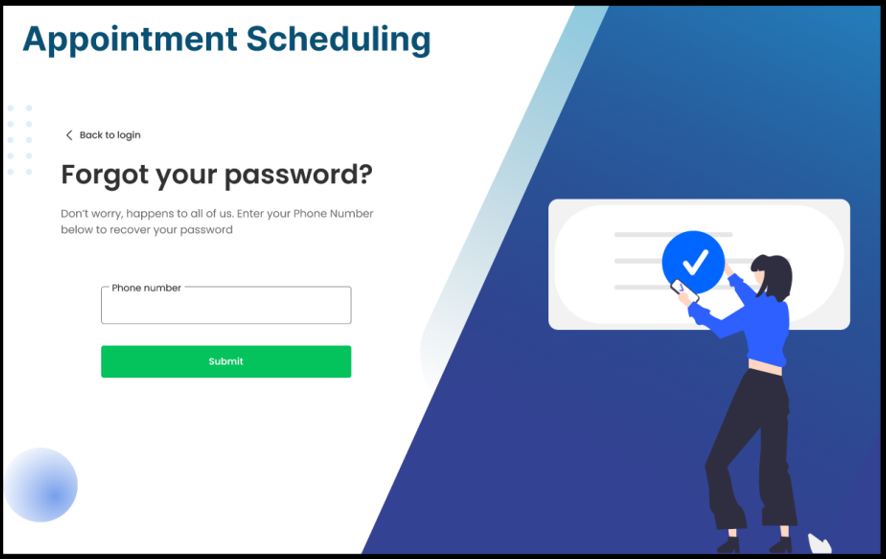 Appointment Scheduling
Back to login
Forgot your password?
Don't worry, happens to all of us. Enter your Phone Number
below to recover your password
Phone number
Submit